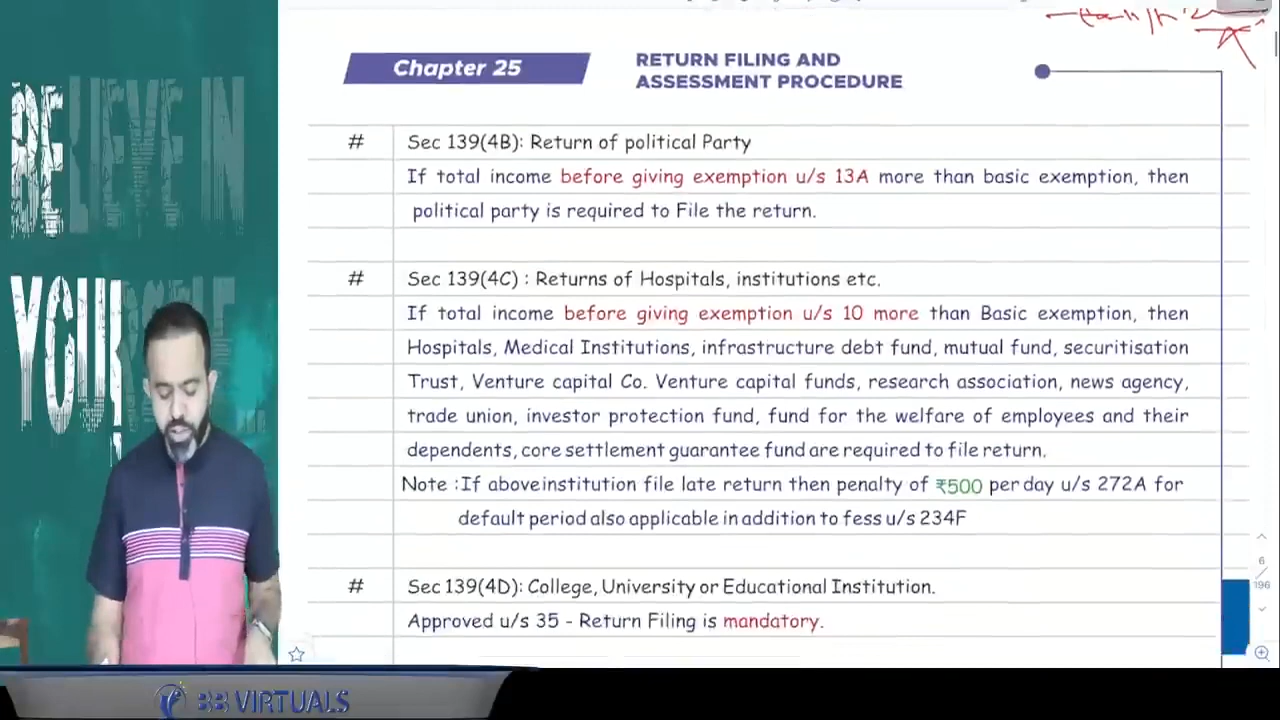 BELIEVE IN
YOUR
Chapter 25
RETURN FILING AND
ASSESSMENT PROCEDURE
# Sec 139(4B): Return of political Party
If total income before giving exemption u/s 13A more than basic exemption, then
political party is required to File the return.
# Sec 139(4C) : Returns of Hospitals, institutions etc.
If total income before giving exemption u/s 10 more than Basic exemption, then
Hospitals, Medical Institutions, infrastructure debt fund, mutual fund, securitisation
Trust, Venture capital Co. Venture capital funds, research association, news agency,
trade union, investor protection fund, fund for the welfare of employees and their
dependents, core settlement guarantee fund are required to file return.
Note : If above institution file late return then penalty of ₹500 per day u/s 272A for
default period also applicable in addition to fess u/s 234F
# Sec 139(4D): College, University or Educational Institution.
Approved u/s 35 - Return Filing is mandatory.
6
/
196
BB VIRTUALS